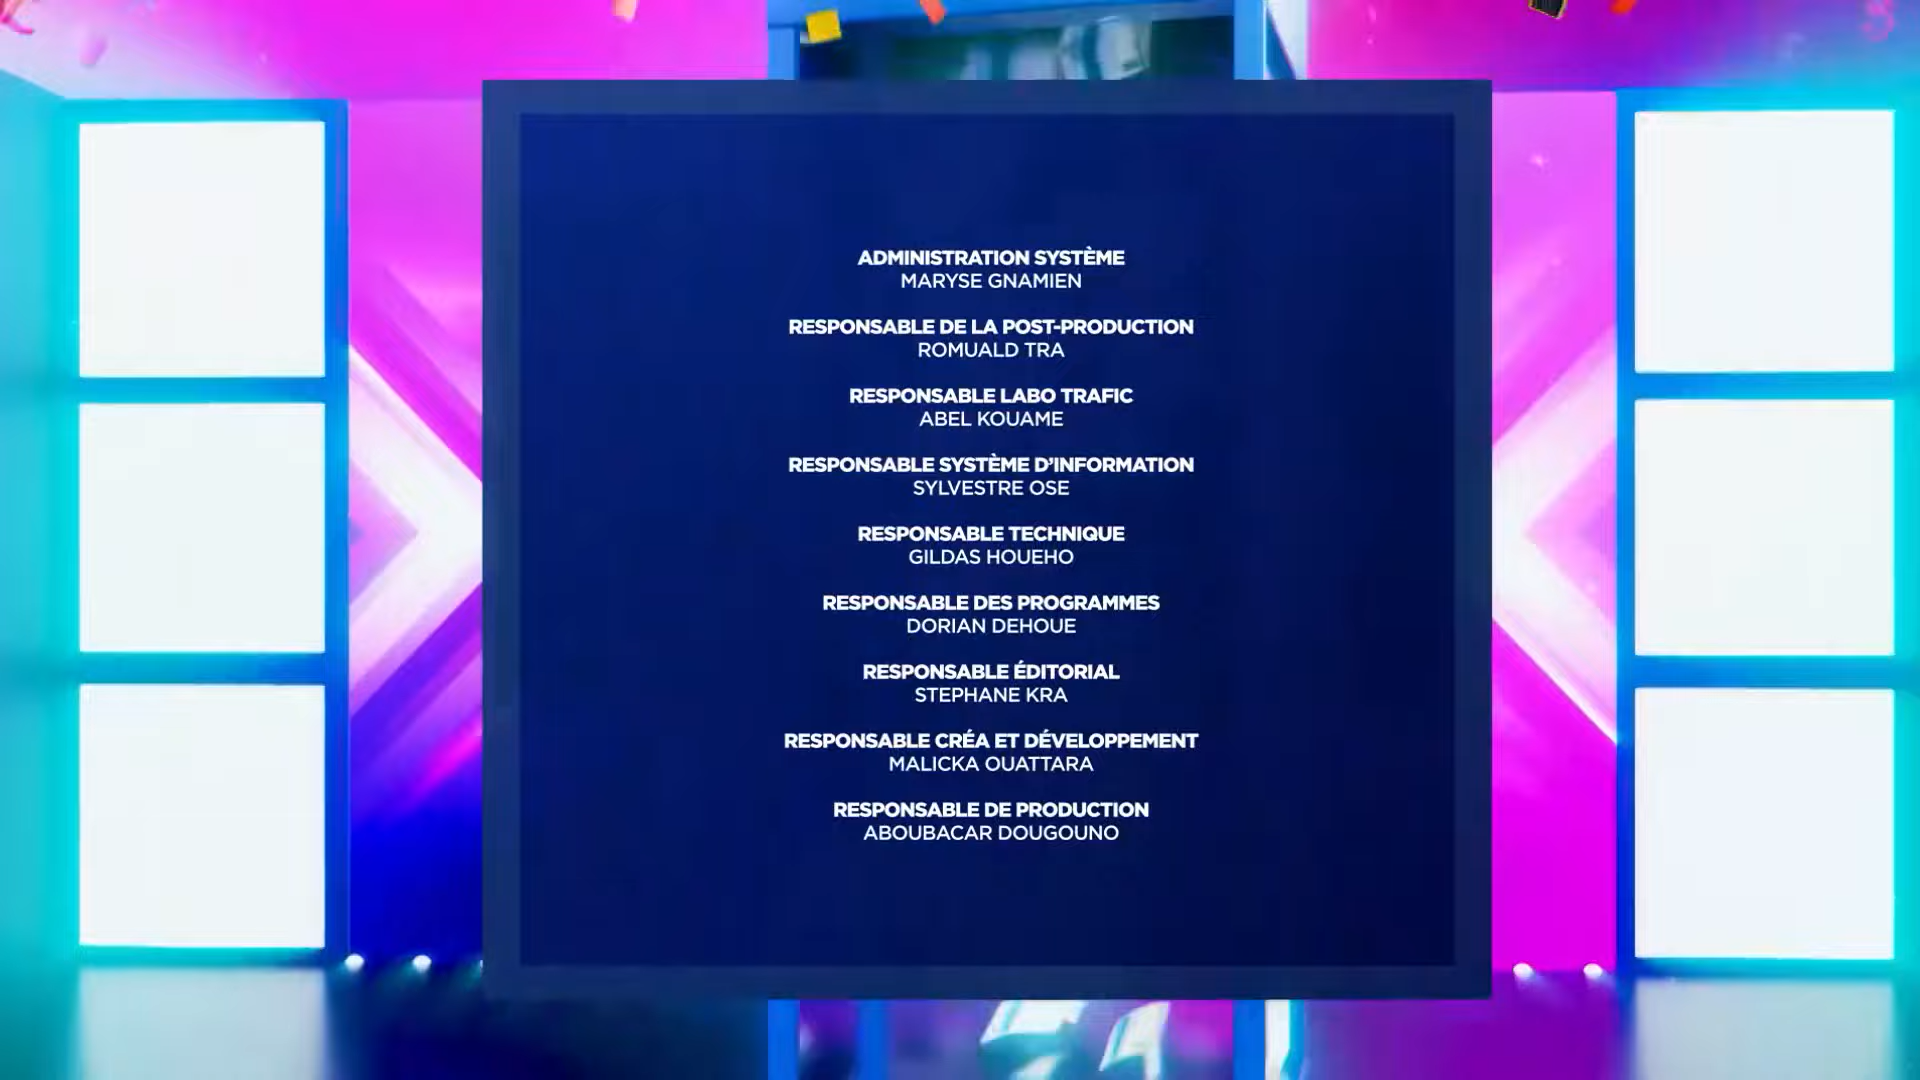 ADMINISTRATION SYSTÈME
MARYSE GNAMIEN
RESPONSABLE DE LA POST-PRODUCTION
ROMUALD TRA
RESPONSABLE LABO TRAFIC
ABEL KOUAME
RESPONSABLE SYSTÈME D'INFORMATION
SYLVESTRE OSE
RESPONSABLE TECHNIQUE
GILDAS HOUEHO
RESPONSABLE DES PROGRAMMES
DORIAN DEHOUE
RESPONSABLE ÉDITORIAL
STEPHANE KRA
RESPONSABLE CRÉA ET DÉVELOPPEMENT
MALICKA OUATTARA
RESPONSABLE DE PRODUCTION
ABOUBACAR DOUGOUNO